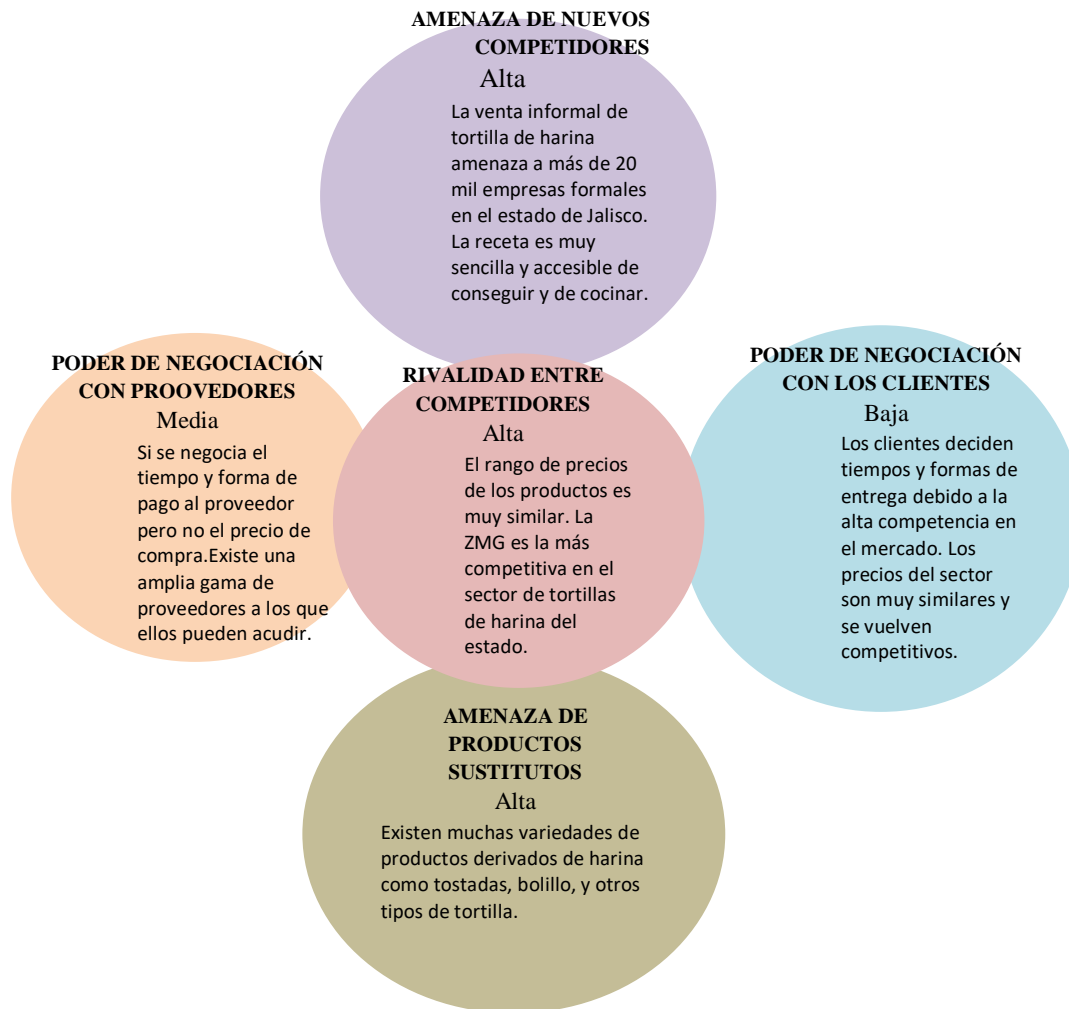 AMENAZA DE NUEVOS
COMPETIDORES
Alta
La venta informal de
tortilla de harina
amenaza a más de 20
mil empresas formales
en el estado de Jalisco.
La receta es muy
sencilla y accesible de
conseguir y de cocinar.
PODER DE NEGOCIACIÓN
CON PROOVEDORES
Media
Si se negocia el
tiempo y forma de
pago al proveedor
pero no el precio de
compra.Existe una
amplia gama de
proveedores a los que
ellos pueden acudir.
RIVALIDAD ENTRE
COMPETIDORES
Alta
El rango de precios
de los productos es
muy similar. La
ZMG es la más
competitiva en el
sector de tortillas
de harina del
estado.
PODER DE NEGOCIACIÓN
CON LOS CLIENTES
Baja
Los clientes deciden
tiempos y formas de
entrega debido a la
alta competencia en
el mercado. Los
precios del sector
son muy similares y
se vuelven
competitivos.
AMENAZA DE
PRODUCTOS
SUSTITUTOS
Alta
Existen muchas variedades de
productos derivados de harina
como tostadas, bolillo, y otros
tipos de tortilla.